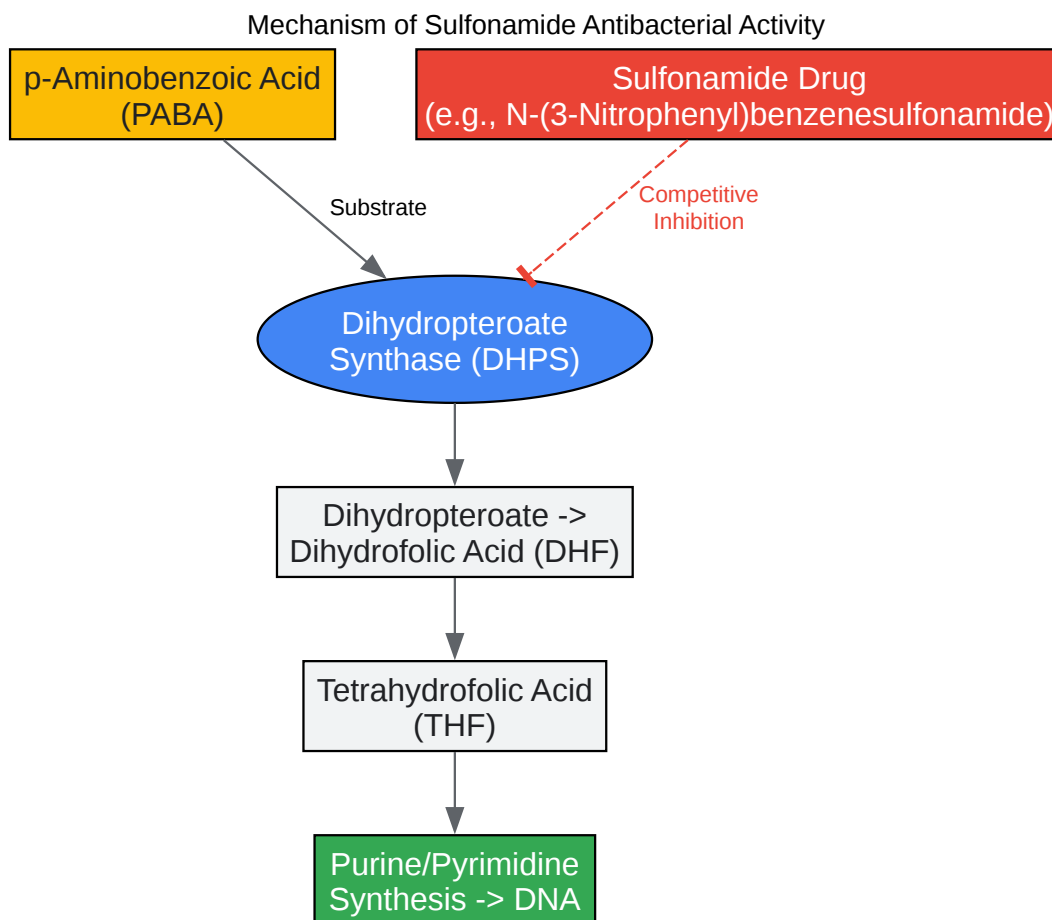 Mechanism of Sulfonamide Antibacterial Activity
p-Aminobenzoic Acid
(PABA)
Sulfonamide Drug
(e.g., N-(3-Nitrophenyl)benzenesulfonamide)
Substrate
Competitive
Inhibition
Dihydropteroate
Synthase (DHPS)
Dihydropteroate ->
Dihydrofolic Acid (DHF)
Tetrahydrofolic Acid
(THF)
Purine/Pyrimidine
Synthesis -> DNA